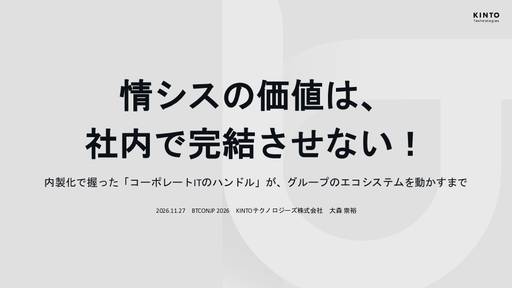 KINTO
Technologies
情シスの価値は、
社内で完結させない！
内製化で握った「コーポレートITのハンドル」が、グループのエコシステムを動かすまで
2026.11.27 BTCONJP 2026 KINTOテクノロジーズ株式会社 大森 崇裕